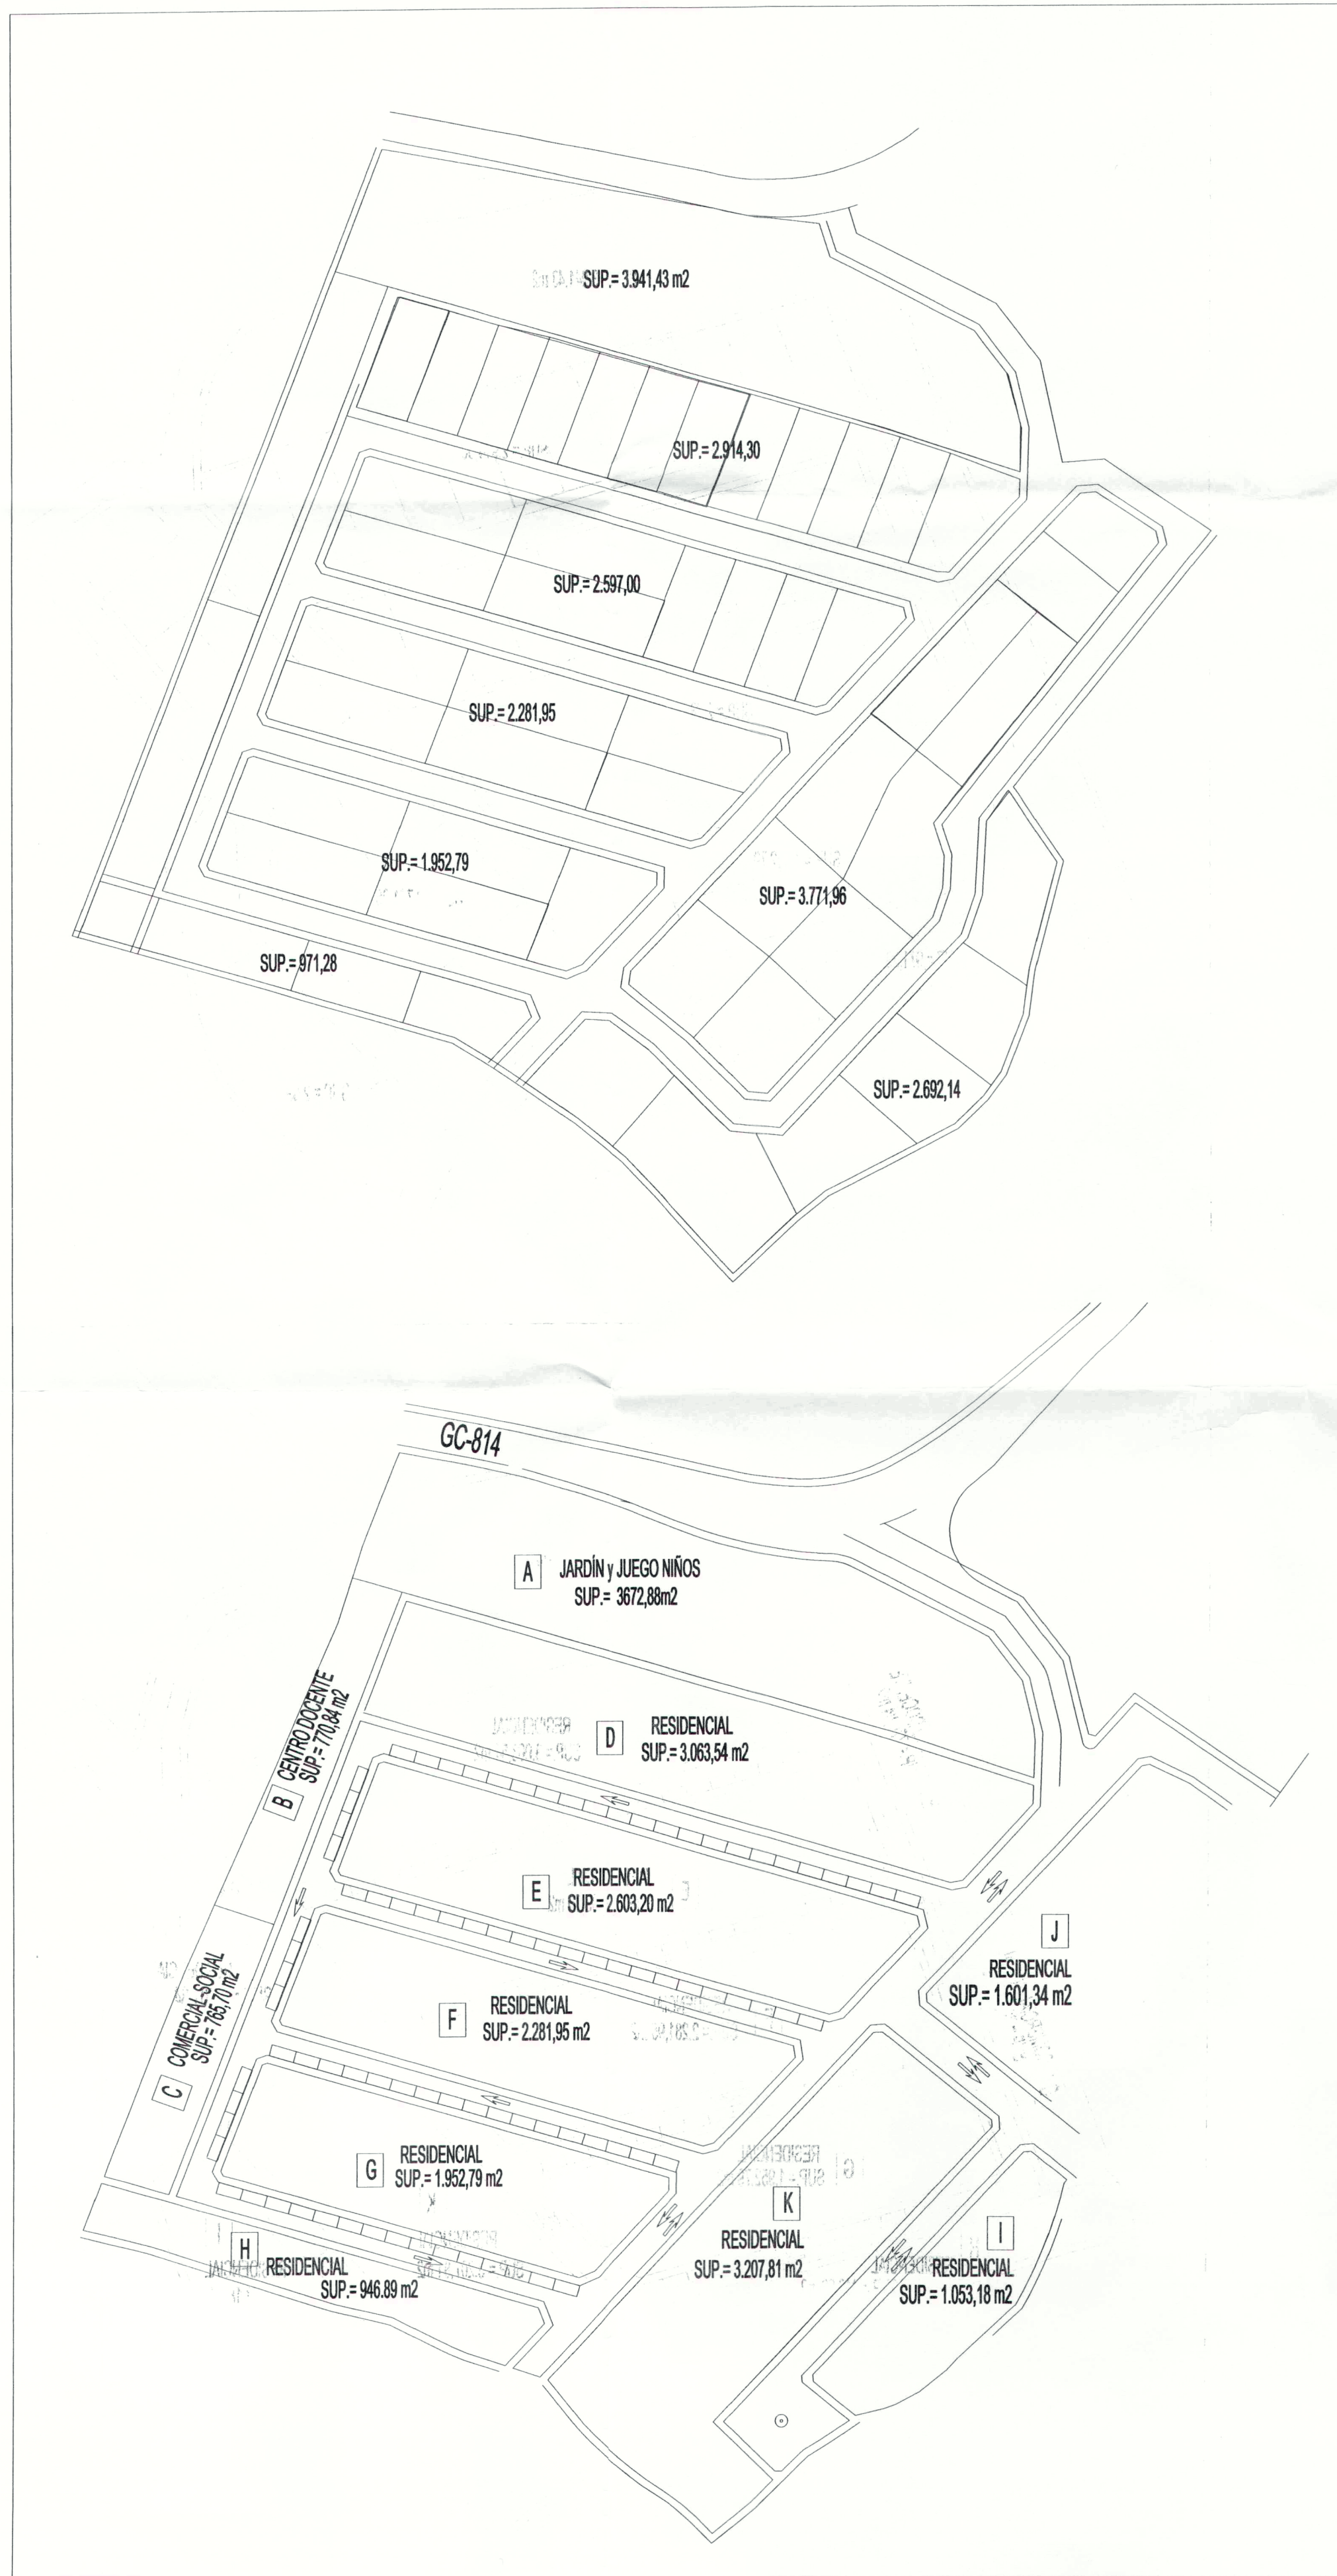 SUP.= 3.941,43 m2
SUP.= 2.914,30
SUP.= 2.597,00
SUP.= 2.281,95
SUP.= 1.952,79
SUP.= 3.771,96
SUP.= 971,28
SUP.= 2.692,14
GC-814
A JARDÍN y JUEGO NIÑOS
SUP.= 3672,88m2
B CENTRO DOCENTE
SUP.= 770,84 m2
D RESIDENCIAL
SUP.= 3.063,54 m2
E RESIDENCIAL
SUP.= 2.603,20 m2
J
RESIDENCIAL
SUP.= 1.601,34 m2
C COMERCIAL-SOCIAL
SUP.= 765,70 m2
F RESIDENCIAL
SUP.= 2.281,95 m2
G RESIDENCIAL
SUP.= 1.952,79 m2
K
RESIDENCIAL
SUP.= 3.207,81 m2
I
RESIDENCIAL
SUP.= 1.053,18 m2
H RESIDENCIAL
SUP.= 946.89 m2